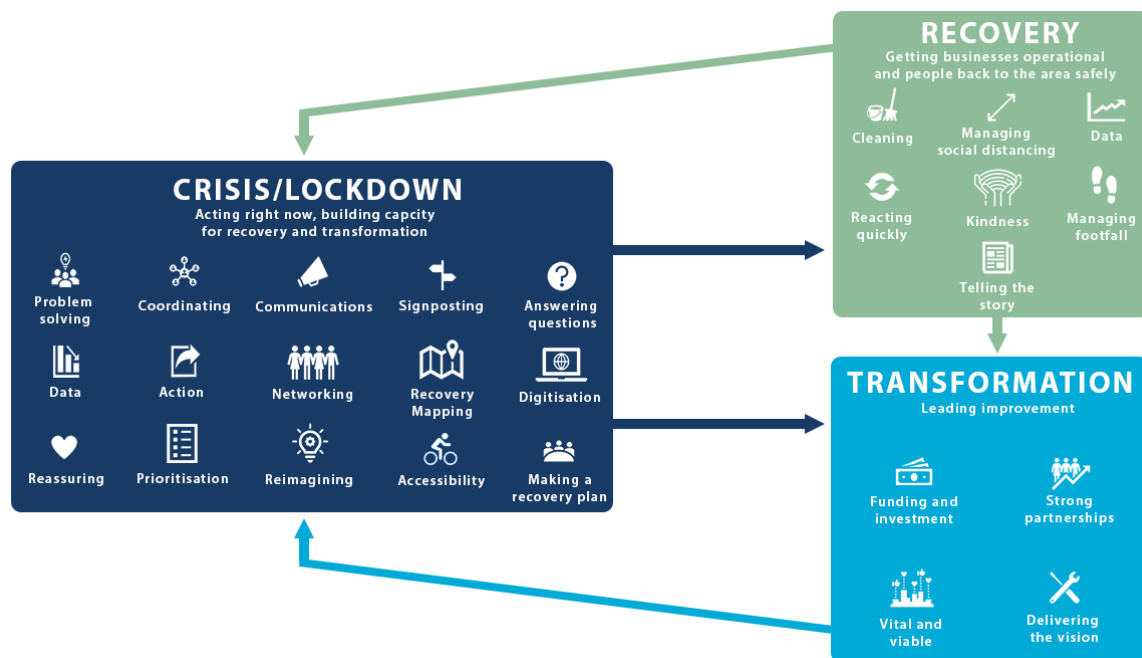 RECOVERY
Getting businesses operational
and people back to the area safely
Cleaning
Managing
social distancing
Data
Reacting
quickly
Kindness
Managing
footfall
Telling the
story
CRISIS/LOCKDOWN
Acting right now, building capcity
for recovery and transformation
Problem
solving
Coordinating
Communications
Signposting
Answering
questions
Data
Action
Networking
Recovery
Mapping
Digitisation
Reassuring
Prioritisation
Reimagining
Accessibility
Making a
recovery plan
TRANSFORMATION
Leading improvement
Funding and
investment
Strong
partnerships
Vital and
viable
Delivering
the vision